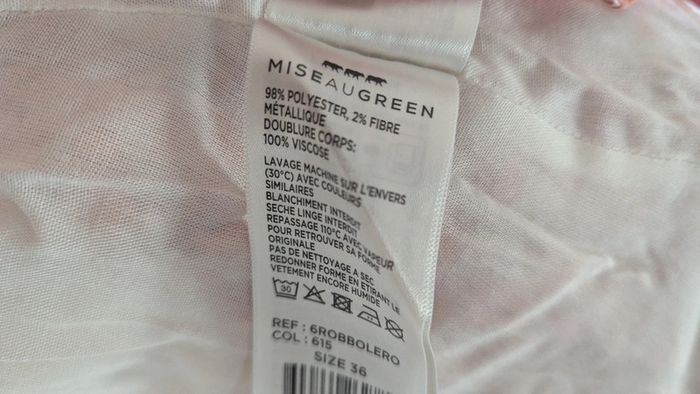 MISEAUGREEN
98% POLYESTER, 2% FIBRE
MÉTALLIQUE
DOUBLURE CORPS:
100% VISCOSE
LAVAGE MACHINE SUR L'ENVERS
(30°C) AVEC COULEURS
SIMILAIRES
BLANCHIMENT INTERDIT
SECHE LINGE INTERDIT
REPASSAGE 110°C AVEC VAPEUR
POUR RETROUVER SA FORME
ORIGINALE
PAS DE NETTOYAGE A SEC
REDONNER FORME EN ETIRANT LE
VETEMENT ENCORE HUMIDE
30
REF : 6ROBBOLERO
COL : 615
SIZE 36